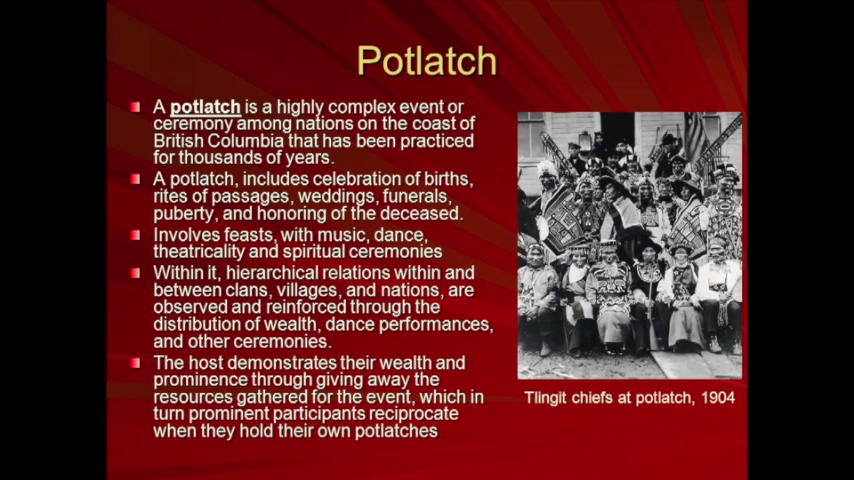 Potlatch
A potlatch is a highly complex event or
ceremony among nations on the coast of
British Columbia that has been practiced
for thousands of years.
A potlatch, includes celebration of births,
rites of passages, weddings, funerals,
puberty, and honoring of the deceased.
Involves feasts, with music, dance,
theatricality and spiritual ceremonies
Within it, hierarchical relations within and
between clans, villages, and nations, are
observed and reinforced through the
distribution of wealth, dance performances,
and other ceremonies.
The host demonstrates their wealth and
prominence through giving away the
resources gathered for the event, which in
turn prominent participants reciprocate
when they hold their own potlatches
Tlingit chiefs at potlatch, 1904